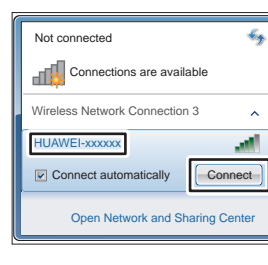 Not connected
Connections are available
Wireless Network Connection 3
HUAWEI-xxxxxx
Connect automatically
Connect
Open Network and Sharing Center